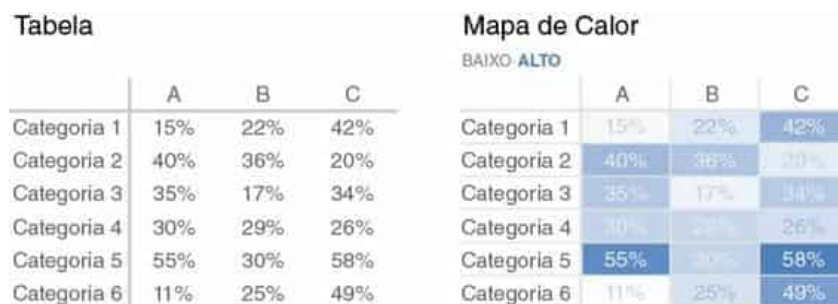 Tabela
A B C
Categoria 1 15% 22% 42%
Categoria 2 40% 36% 20%
Categoria 3 35% 17% 34%
Categoria 4 30% 29% 26%
Categoria 5 55% 30% 58%
Categoria 6 11% 25% 49%
Mapa de Calor
BAIXO-ALTO
A B C
Categoria 1 15% 22% 42%
Categoria 2 40% 36% 20%
Categoria 3 35% 17% 34%
Categoria 4 30% 29% 26%
Categoria 5 55% 30% 58%
Categoria 6 11% 25% 49%